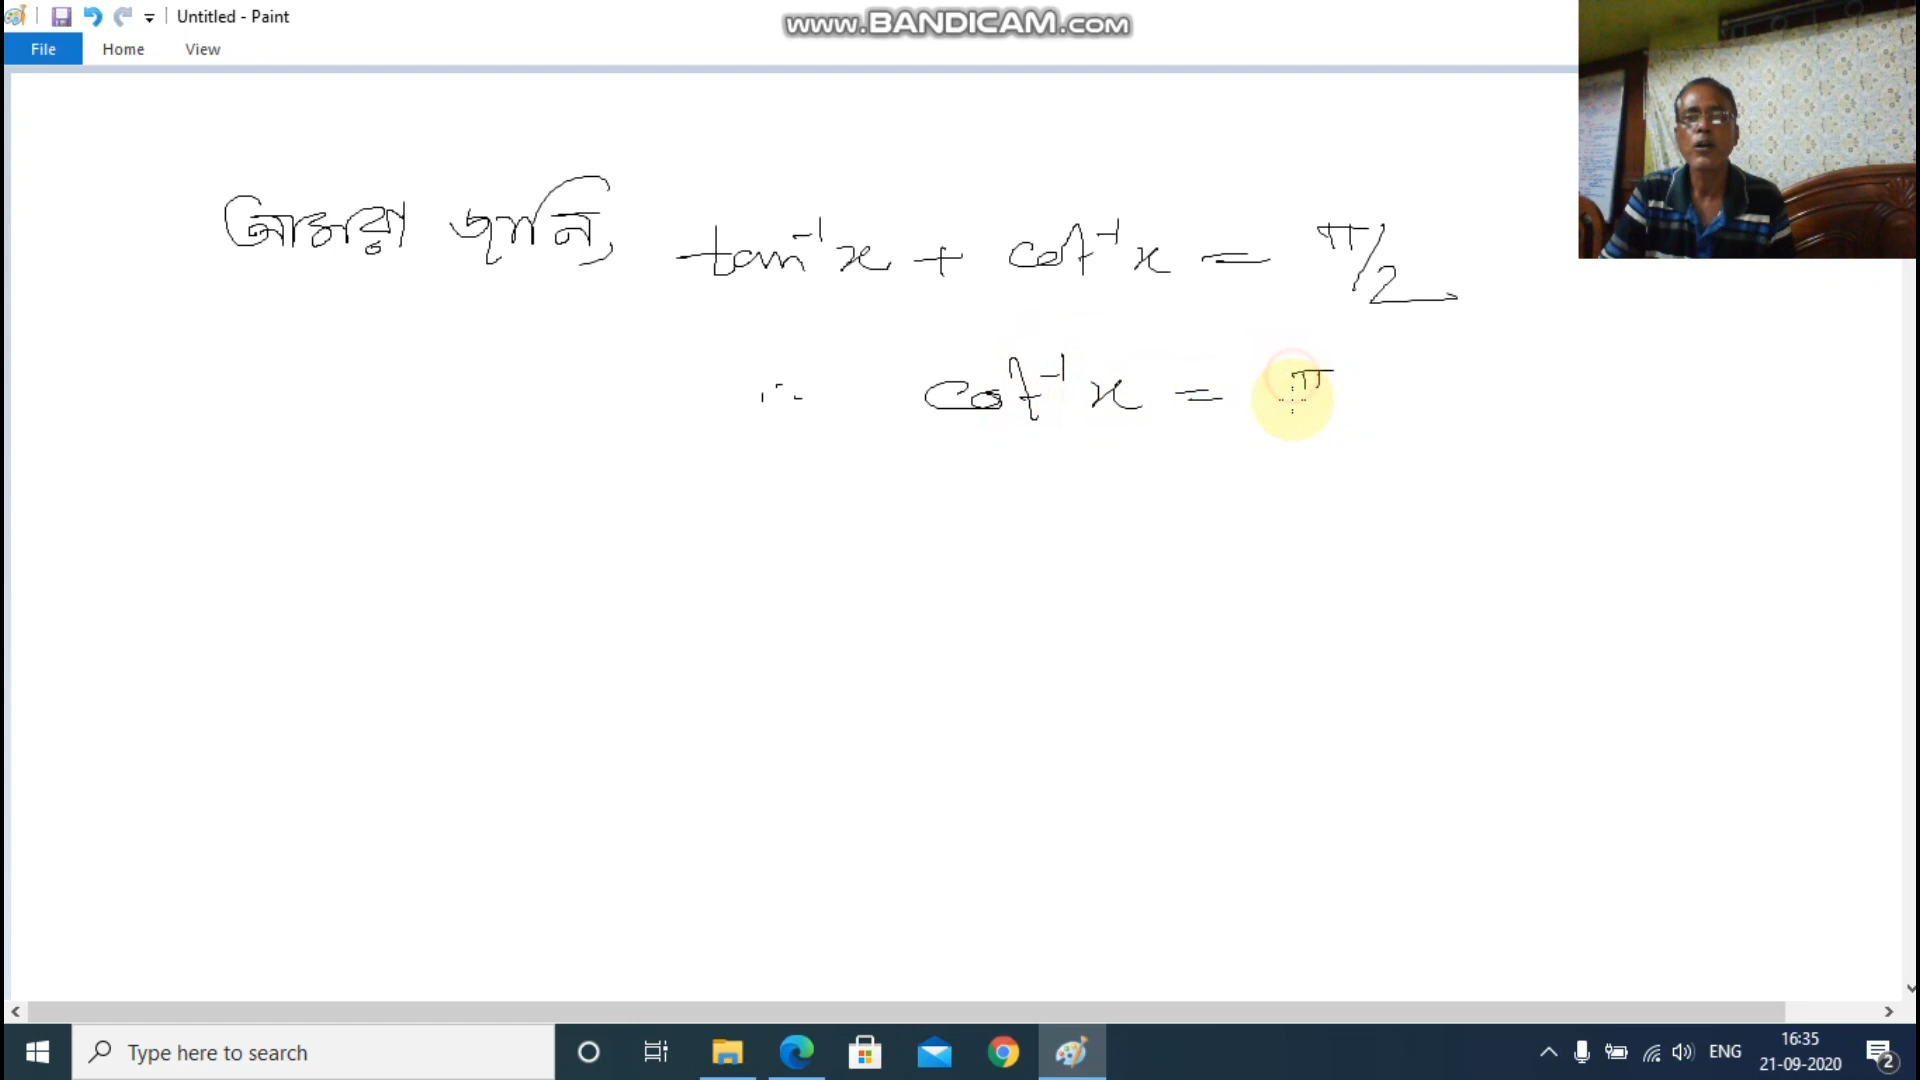 Untitled - Paint
www.BANDICAM.com
File Home View
আমরা জানি, tan⁻¹x + cot⁻¹x = π/2
∴ cot⁻¹x = π
Type here to search
ENG
16:35
21-09-2020
2